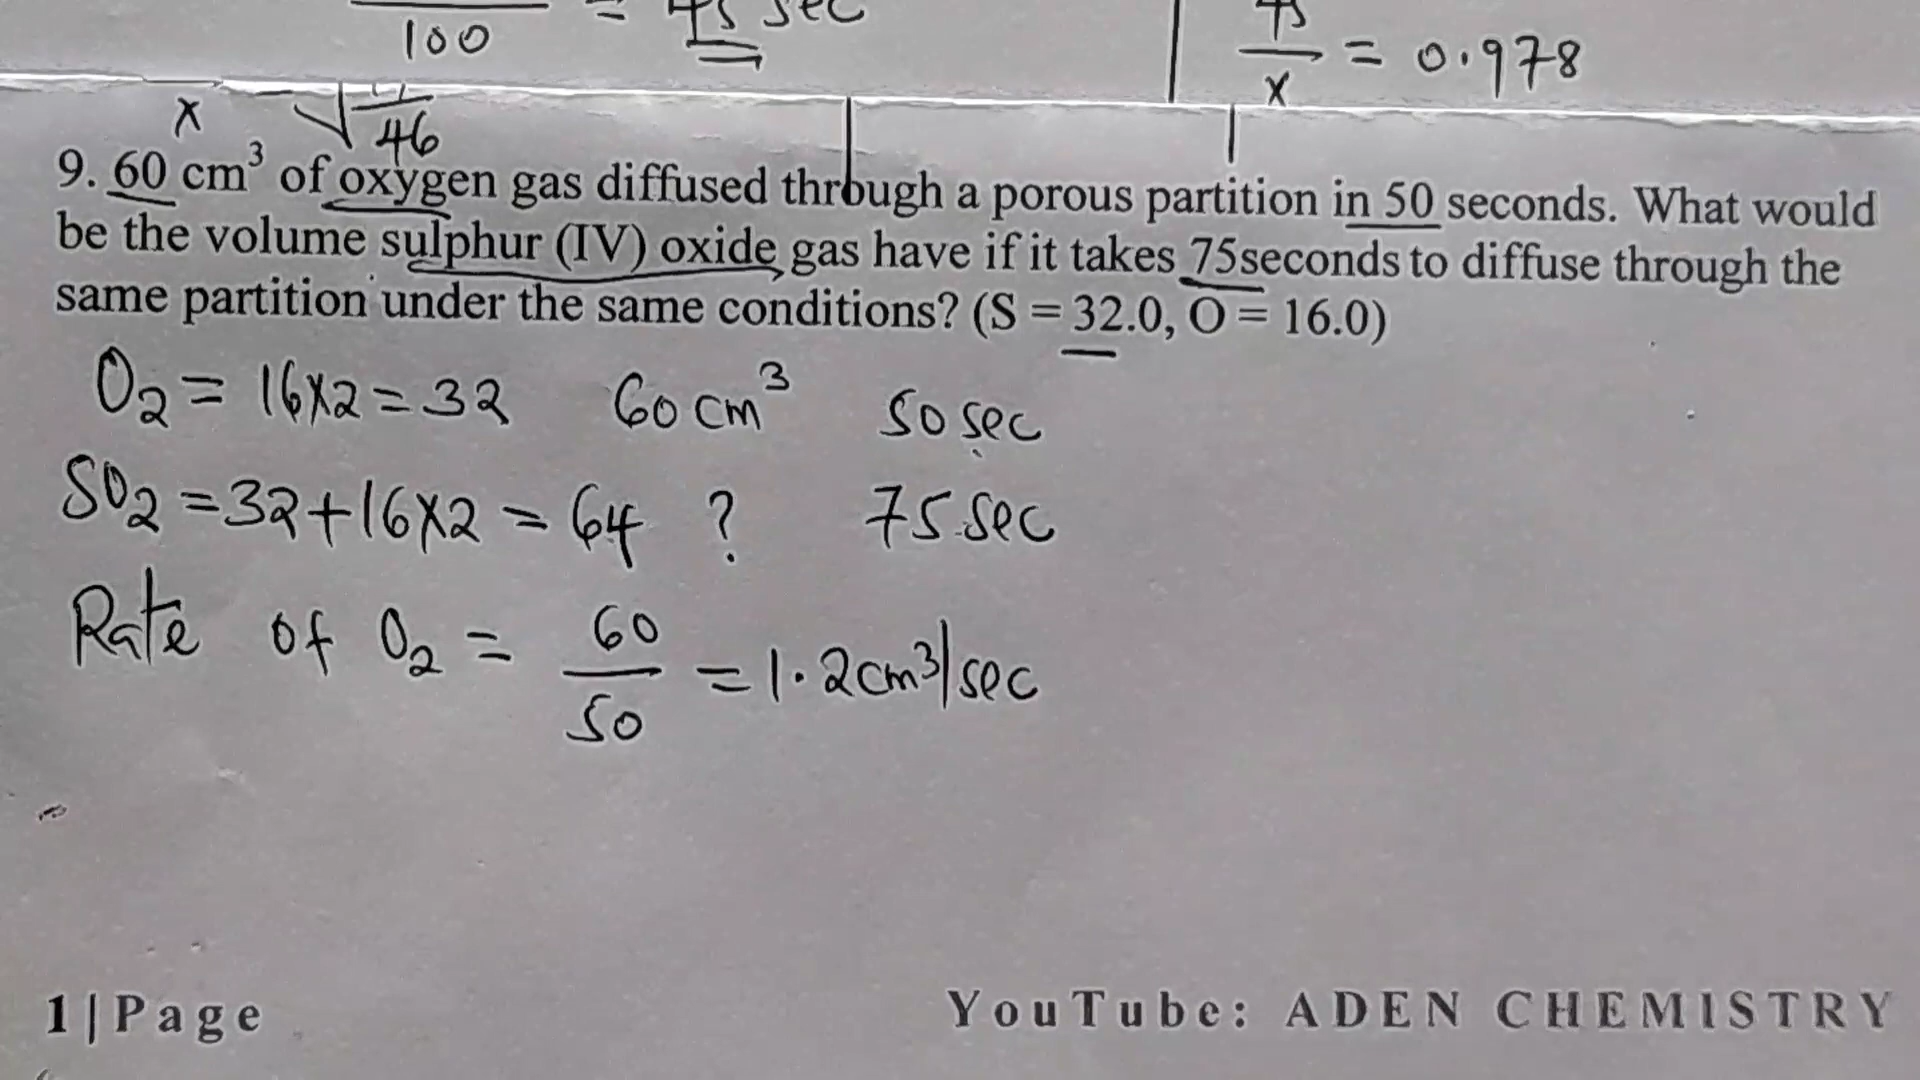 100 = 45 sec
45
x = 0.978
x √ 46
9. 60 cm³ of oxygen gas diffused through a porous partition in 50 seconds. What would
be the volume sulphur (IV) oxide gas have if it takes 75seconds to diffuse through the
same partition under the same conditions? (S = 32.0, O = 16.0)
O₂ = 16x2 = 32 60 cm³ 50 sec
SO₂ = 32+16x2 = 64 ? 75 sec
Rate of O₂ = 60/50 = 1.2cm³/sec
1 | Page
YouTube: ADEN CHEMISTRY